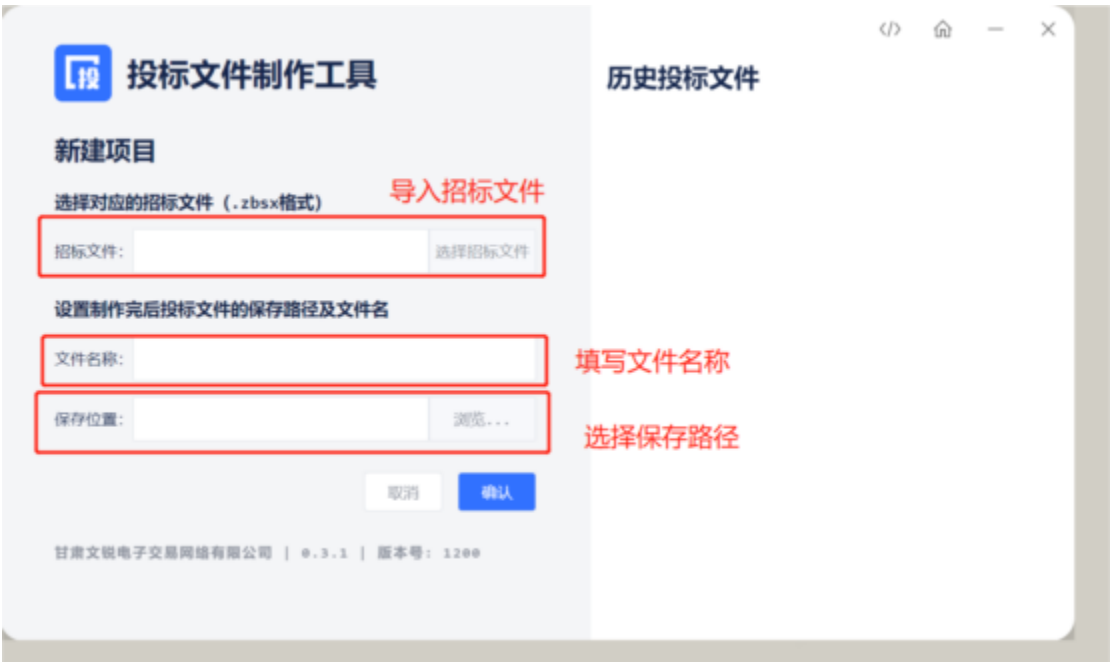 投
投标文件制作工具
历史投标文件
新建项目
导入招标文件
选择对应的招标文件（.zbsx格式）
招标文件:
选择招标文件
设置制作完后投标文件的保存路径及文件名
文件名称:
填写文件名称
保存位置:
浏览...
选择保存路径
取消
确认
甘肃文锐电子交易网络有限公司 | 0.3.1 | 版本号: 1200